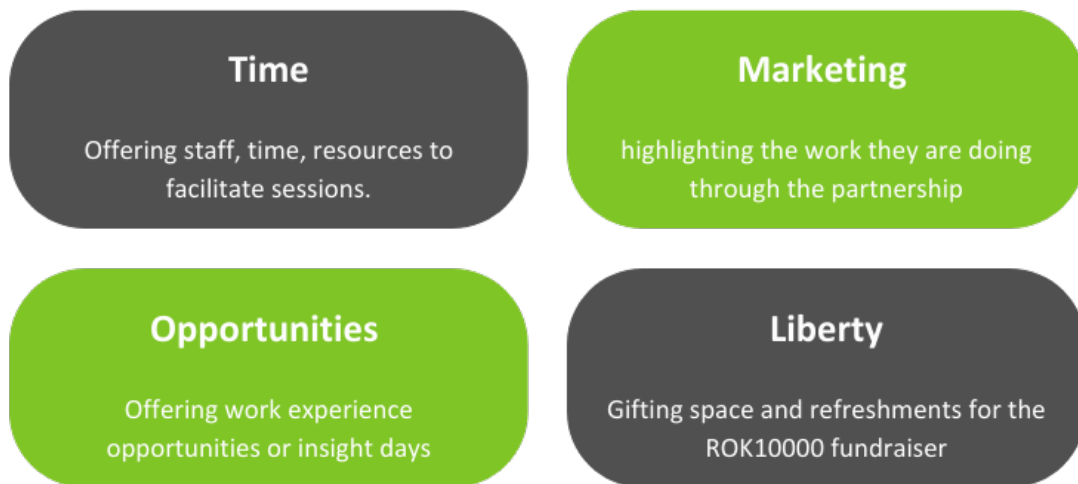 Time
Offering staff, time, resources to
facilitate sessions.
Marketing
highlighting the work they are doing
through the partnership
Opportunities
Offering work experience
opportunities or insight days
Liberty
Gifting space and refreshments for the
ROK10000 fundraiser